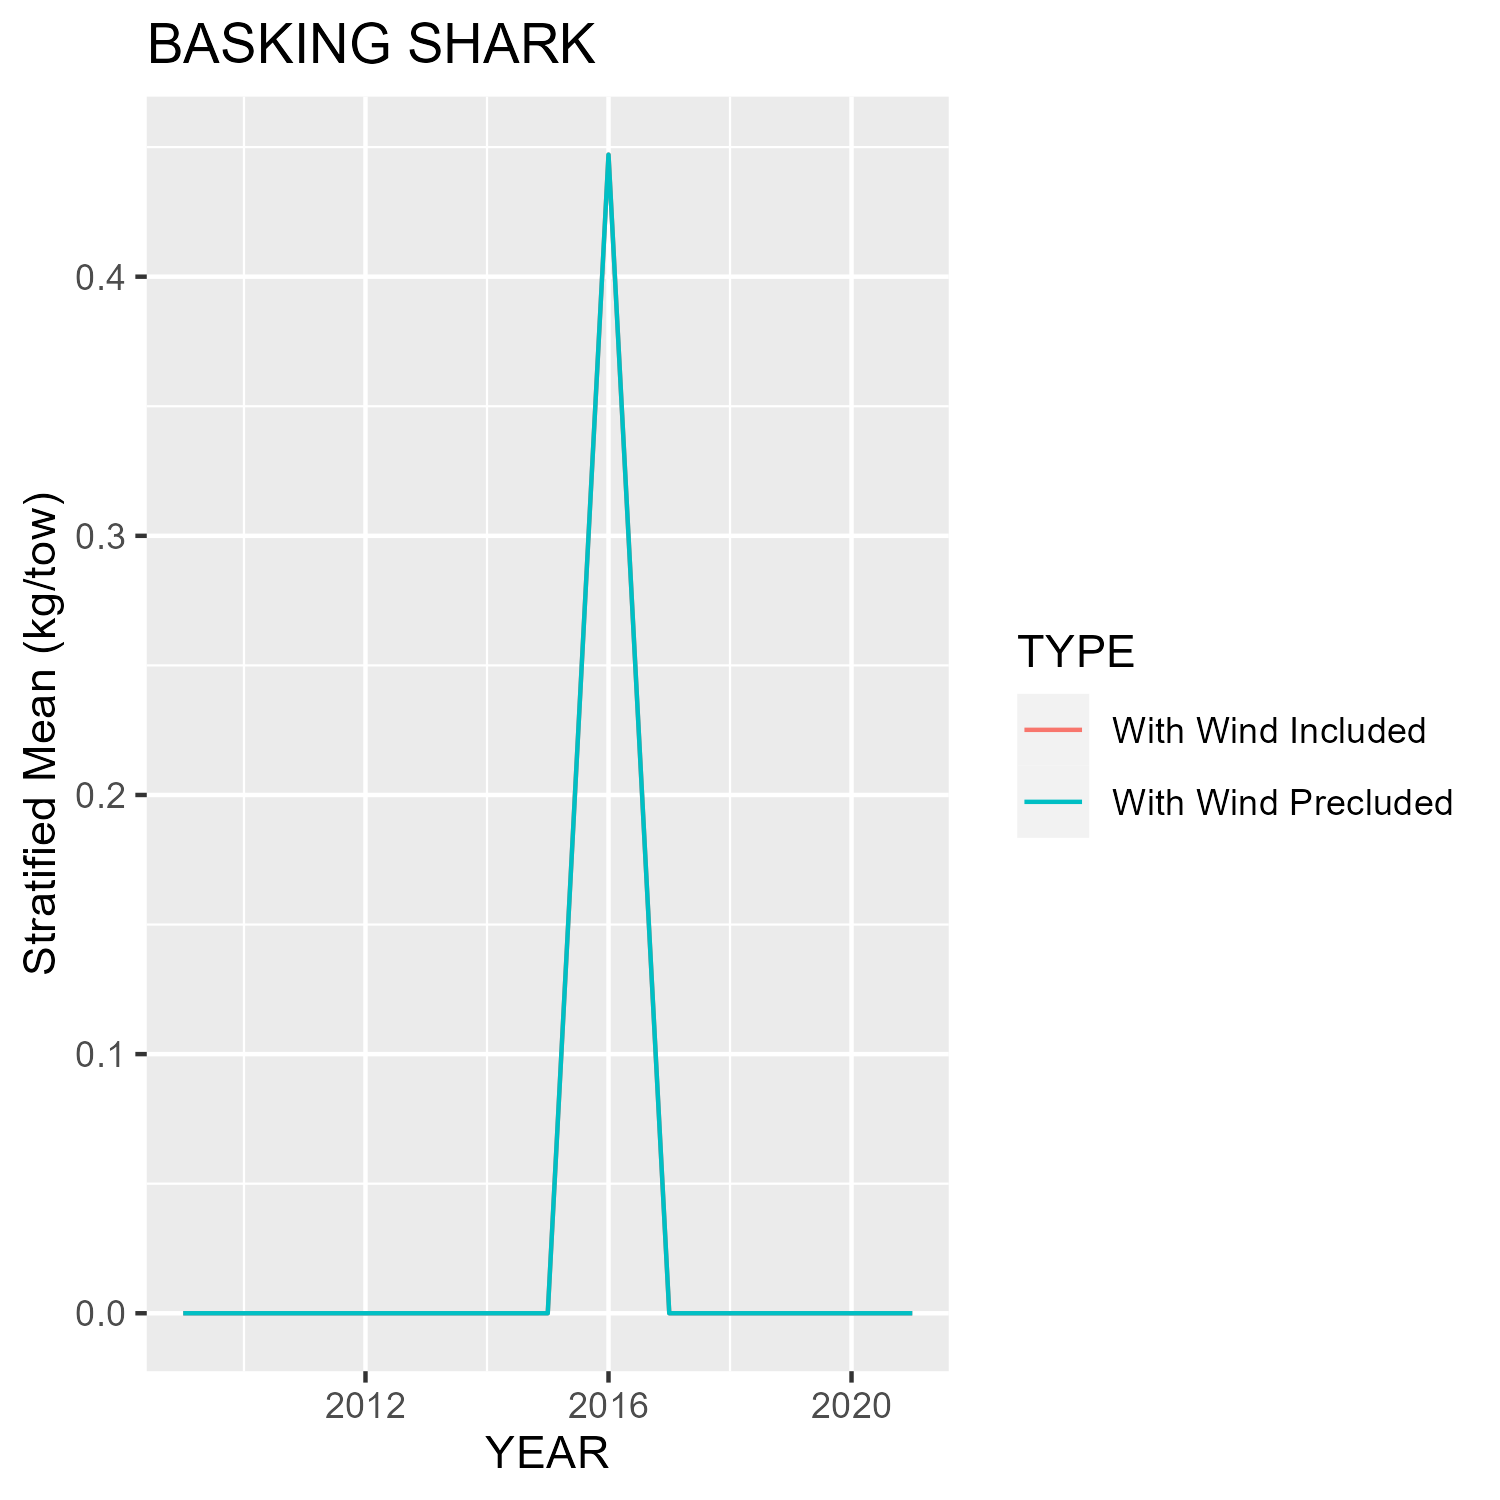 BASKING SHARK
Stratified Mean (kg/tow)
0.4
0.3
0.2
0.1
0.0
2012
2016
2020
YEAR
TYPE
With Wind Included
With Wind Precluded